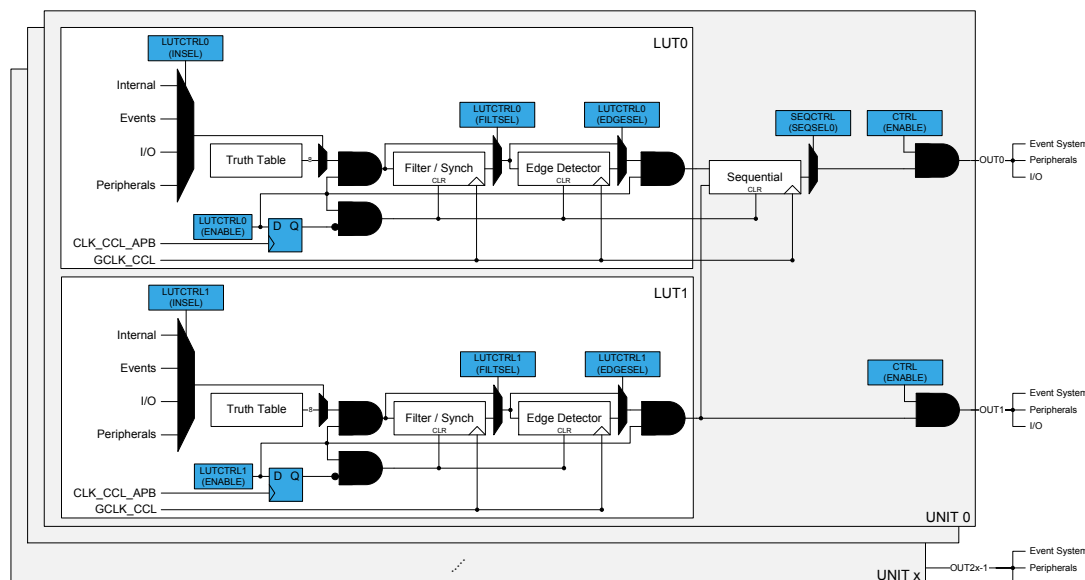 LUTCTRL0
(INSEL)
LUT0
Internal
Events
I/O
Peripherals
Truth Table
8
LUTCTRL0
(FILTSEL)
LUTCTRL0
(EDGESEL)
Filter / Synch
CLR
Edge Detector
CLR
SEQCTRL
(SEQSEL0)
Sequential
CLR
CTRL
(ENABLE)
OUT0
Event System
Peripherals
I/O
LUTCTRL0
(ENABLE)
D Q
CLK_CCL_APB
GCLK_CCL
LUTCTRL1
(INSEL)
LUT1
Internal
Events
I/O
Peripherals
Truth Table
8
LUTCTRL1
(FILTSEL)
LUTCTRL1
(EDGESEL)
Filter / Synch
CLR
Edge Detector
CLR
CTRL
(ENABLE)
OUT1
Event System
Peripherals
I/O
LUTCTRL1
(ENABLE)
D Q
CLK_CCL_APB
GCLK_CCL
UNIT 0
UNIT x
OUT2x-1
Event System
Peripherals